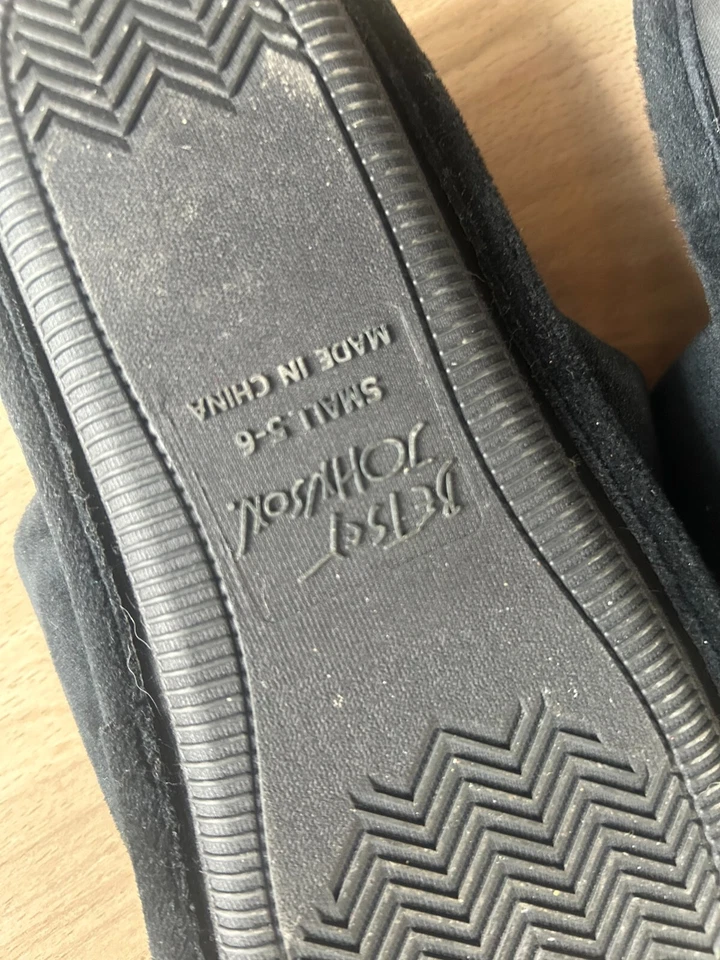 BETSEY
JOHNSON.
SMALL 5-6
MADE IN CHINA